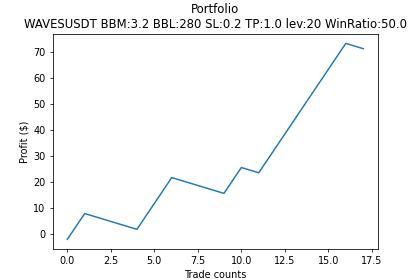 Portfolio
WAVESUSDT BBM:3.2 BBL:280 SL:0.2 TP:1.0 lev:20 WinRatio:50.0
Profit ($)
70
60
50
40
30
20
10
0
0.0 2.5 5.0 7.5 10.0 12.5 15.0 17.5
Trade counts